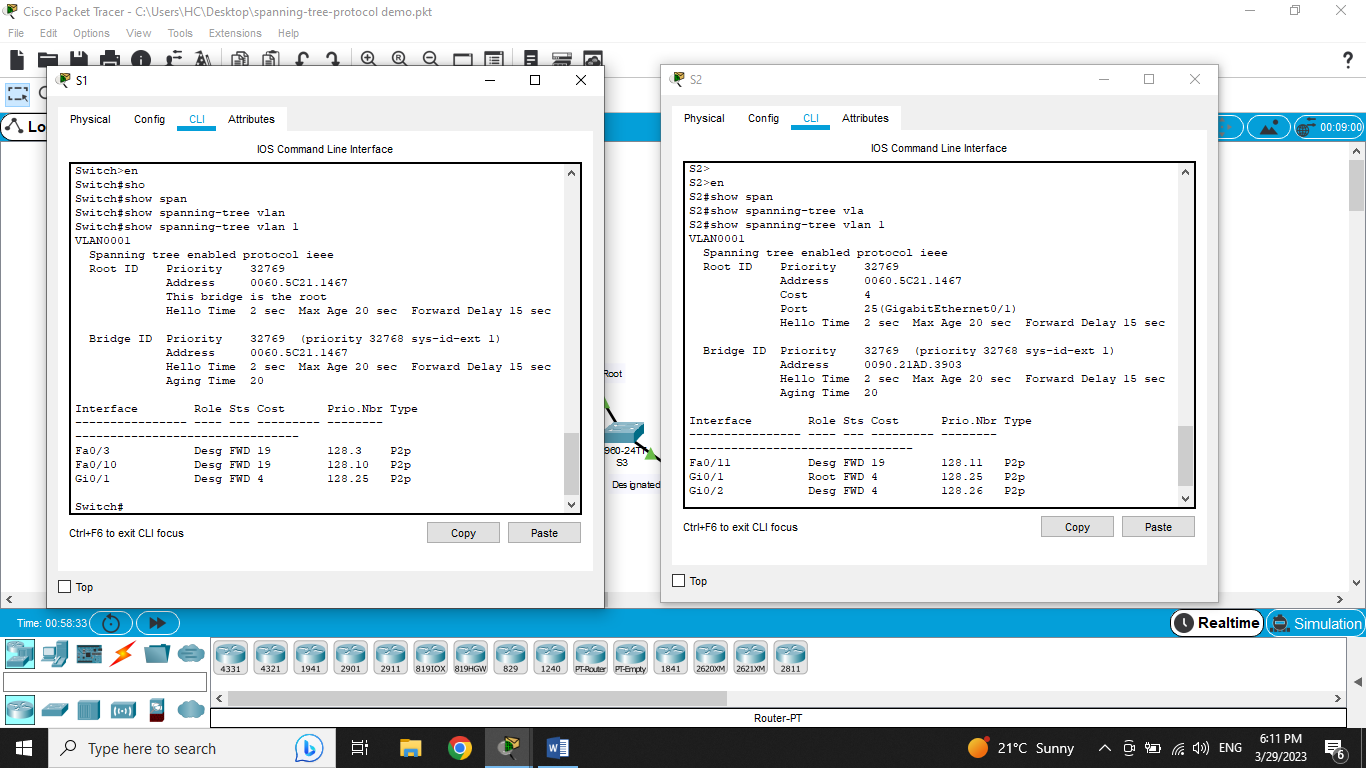 Cisco Packet Tracer - C:\Users\HC\Desktop\spanning-tree-protocol demo.pkt
File Edit Options View Tools Extensions Help
S1
Physical Config CLI Attributes
IOS Command Line Interface
Switch>en
Switch#sho
Switch#show span
Switch#show spanning-tree vlan
Switch#show spanning-tree vlan 1
VLAN0001
  Spanning tree enabled protocol ieee
  Root ID    Priority    32769
             Address     0060.5C21.1467
             This bridge is the root
             Hello Time  2 sec  Max Age 20 sec  Forward Delay 15 sec

  Bridge ID  Priority    32769  (priority 32768 sys-id-ext 1)
             Address     0060.5C21.1467
             Hello Time  2 sec  Max Age 20 sec  Forward Delay 15 sec
             Aging Time  20

Interface        Role Sts Cost      Prio.Nbr Type
---------------- ---- --- --------- --------
--------------------------------
Fa0/3            Desg FWD 19        128.3    P2p
Fa0/10           Desg FWD 19        128.10   P2p
Gi0/1            Desg FWD 4         128.25   P2p

Switch#
Ctrl+F6 to exit CLI focus
Copy Paste
Top
S2
Physical Config CLI Attributes
IOS Command Line Interface
S2>
S2>en
S2#show span
S2#show spanning-tree vla
S2#show spanning-tree vlan 1
VLAN0001
  Spanning tree enabled protocol ieee
  Root ID    Priority    32769
             Address     0060.5C21.1467
             Cost        4
             Port        25(GigabitEthernet0/1)
             Hello Time  2 sec  Max Age 20 sec  Forward Delay 15 sec

  Bridge ID  Priority    32769  (priority 32768 sys-id-ext 1)
             Address     0090.21AD.3903
             Hello Time  2 sec  Max Age 20 sec  Forward Delay 15 sec
             Aging Time  20

Interface        Role Sts Cost      Prio.Nbr Type
---------------- ---- --- --------- --------
--------------------------------
Fa0/11           Desg FWD 19        128.11   P2p
Gi0/1            Root FWD 4         128.25   P2p
Gi0/2            Desg FWD 4         128.26   P2p
Ctrl+F6 to exit CLI focus
Copy Paste
Top
Lo
00:09:00
Root
960-24TT
S3
Designated
Time: 00:58:33
Realtime Simulation
4331 4321 1941 2901 2911 819IOX 819HGW 829 1240 PT-Router PT-Empty 1841 2620XM 2621XM 2811
Router-PT
Type here to search
21°C Sunny
ENG
6:11 PM
3/29/2023
6